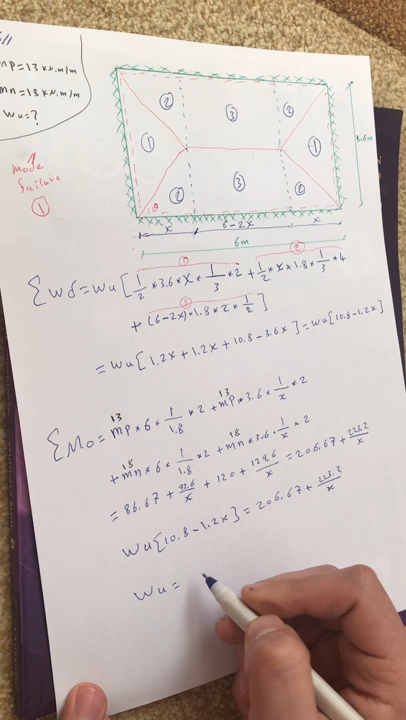 mp=13 kN.m/m
mn=18 kN.m/m
Wu=?
mode
failure
1
2
3
2
1
1
2
3
2
θ
x
6-2x
x
6m
3.6m
①
②
Σwδ=wu[1/2*3.6*x*1/3*2+1/2*x*1.8*1/3*4
③
+(6-2x)*1.8*2*1/2]
=wu[1.2x+1.2x+10.8-3.6x]=wu[10.8-1.2x]
13
13
ΣMθ=mp*6*1/1.8*2+mp*3.6*1/x*2
18
18
+mn*6*1/1.8*2+mn*3.6*1/x*2
=86.67+93.6/x+120+129.6/x=206.67+223.2/x
wu[10.8-1.2x]=206.67+223.2/x
wu=